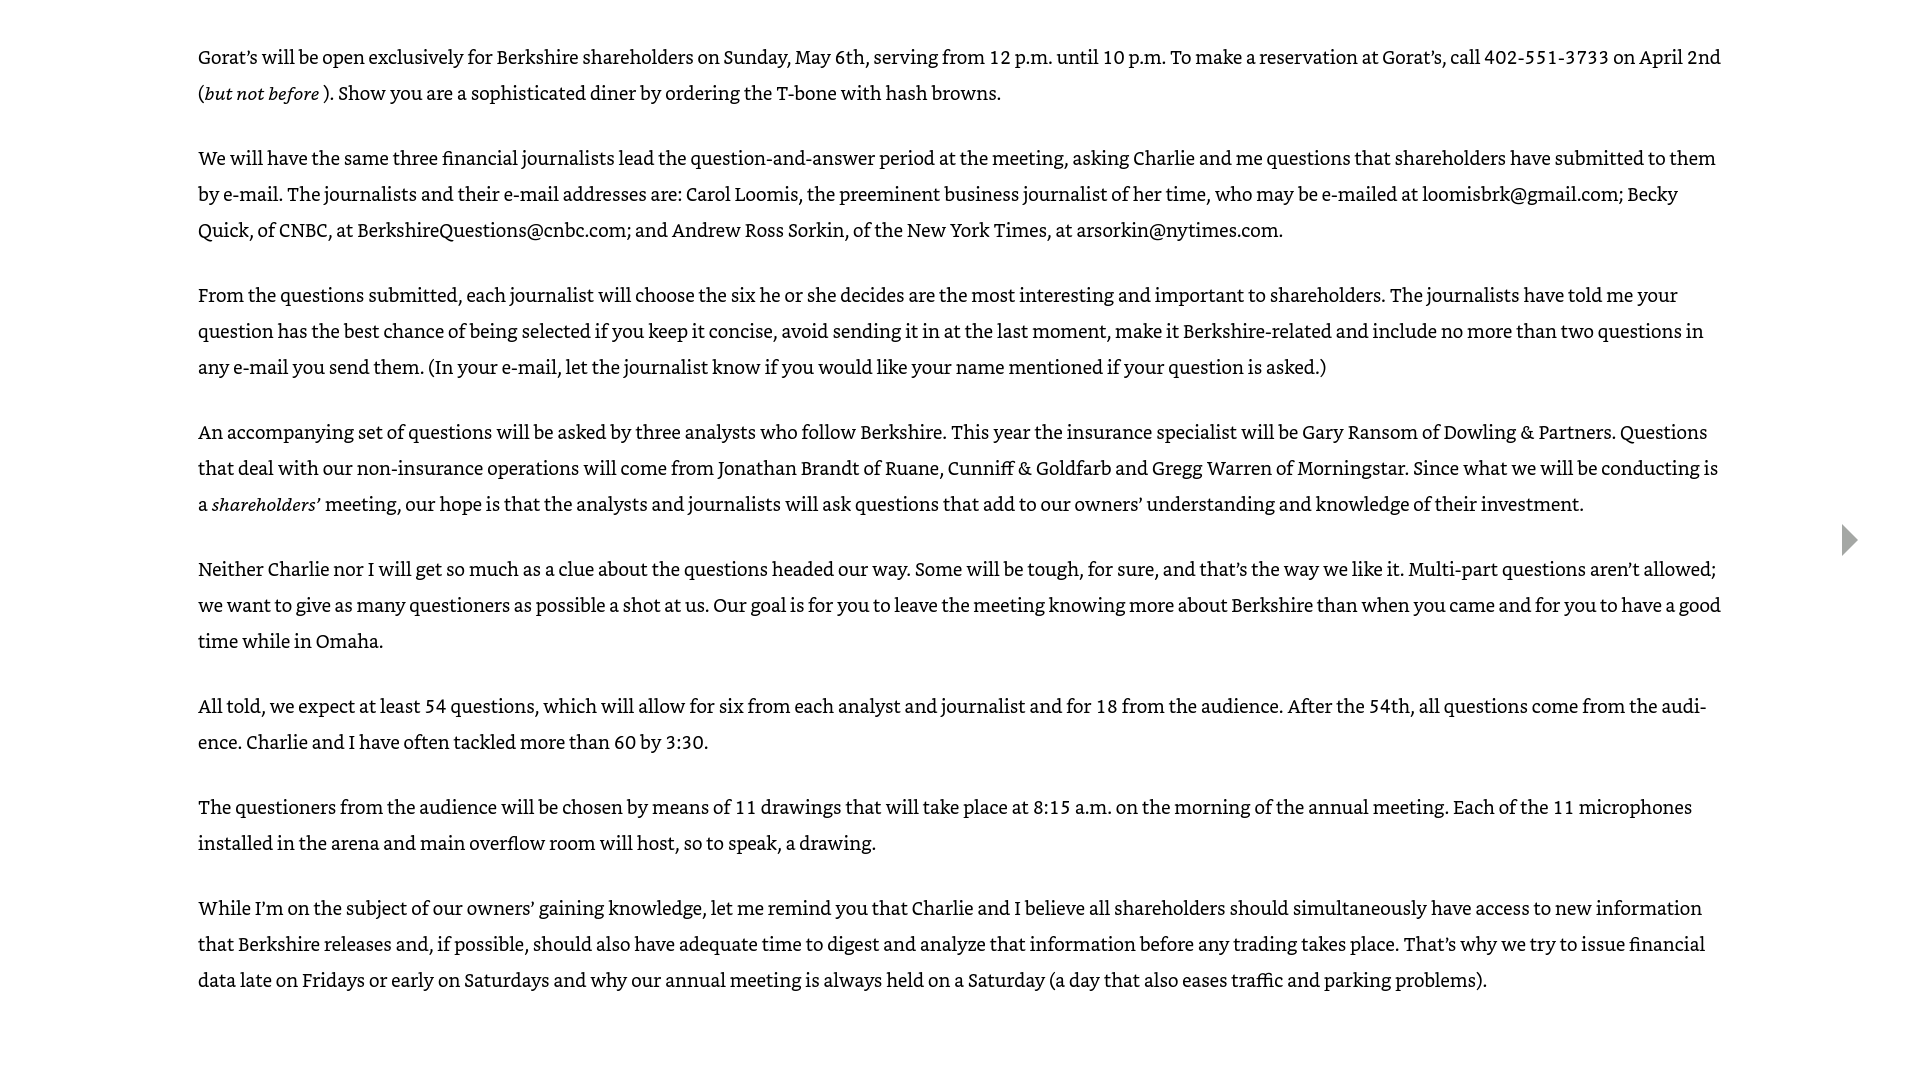 Gorat’s will be open exclusively for Berkshire shareholders on Sunday, May 6th, serving from 12 p.m. until 10 p.m. To make a reservation at Gorat’s, call 402-551-3733 on April 2nd
(but not before ). Show you are a sophisticated diner by ordering the T-bone with hash browns.
We will have the same three financial journalists lead the question-and-answer period at the meeting, asking Charlie and me questions that shareholders have submitted to them
by e-mail. The journalists and their e-mail addresses are: Carol Loomis, the preeminent business journalist of her time, who may be e-mailed at loomisbrk@gmail.com; Becky
Quick, of CNBC, at BerkshireQuestions@cnbc.com; and Andrew Ross Sorkin, of the New York Times, at arsorkin@nytimes.com.
From the questions submitted, each journalist will choose the six he or she decides are the most interesting and important to shareholders. The journalists have told me your
question has the best chance of being selected if you keep it concise, avoid sending it in at the last moment, make it Berkshire-related and include no more than two questions in
any e-mail you send them. (In your e-mail, let the journalist know if you would like your name mentioned if your question is asked.)
An accompanying set of questions will be asked by three analysts who follow Berkshire. This year the insurance specialist will be Gary Ransom of Dowling & Partners. Questions
that deal with our non-insurance operations will come from Jonathan Brandt of Ruane, Cunniff & Goldfarb and Gregg Warren of Morningstar. Since what we will be conducting is
a shareholders’ meeting, our hope is that the analysts and journalists will ask questions that add to our owners’ understanding and knowledge of their investment.
Neither Charlie nor I will get so much as a clue about the questions headed our way. Some will be tough, for sure, and that’s the way we like it. Multi-part questions aren’t allowed;
we want to give as many questioners as possible a shot at us. Our goal is for you to leave the meeting knowing more about Berkshire than when you came and for you to have a good
time while in Omaha.
All told, we expect at least 54 questions, which will allow for six from each analyst and journalist and for 18 from the audience. After the 54th, all questions come from the audi-
ence. Charlie and I have often tackled more than 60 by 3:30.
The questioners from the audience will be chosen by means of 11 drawings that will take place at 8:15 a.m. on the morning of the annual meeting. Each of the 11 microphones
installed in the arena and main overflow room will host, so to speak, a drawing.
While I’m on the subject of our owners’ gaining knowledge, let me remind you that Charlie and I believe all shareholders should simultaneously have access to new information
that Berkshire releases and, if possible, should also have adequate time to digest and analyze that information before any trading takes place. That’s why we try to issue financial
data late on Fridays or early on Saturdays and why our annual meeting is always held on a Saturday (a day that also eases traffic and parking problems).